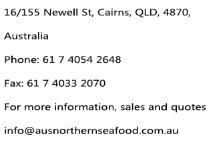 16/155 Newell St, Cairns, QLD, 4870,
Australia
Phone: 61 7 4054 2648
Fax: 61 7 4033 2070
For more information, sales and quotes
info@ausnorthernseafood.com.au